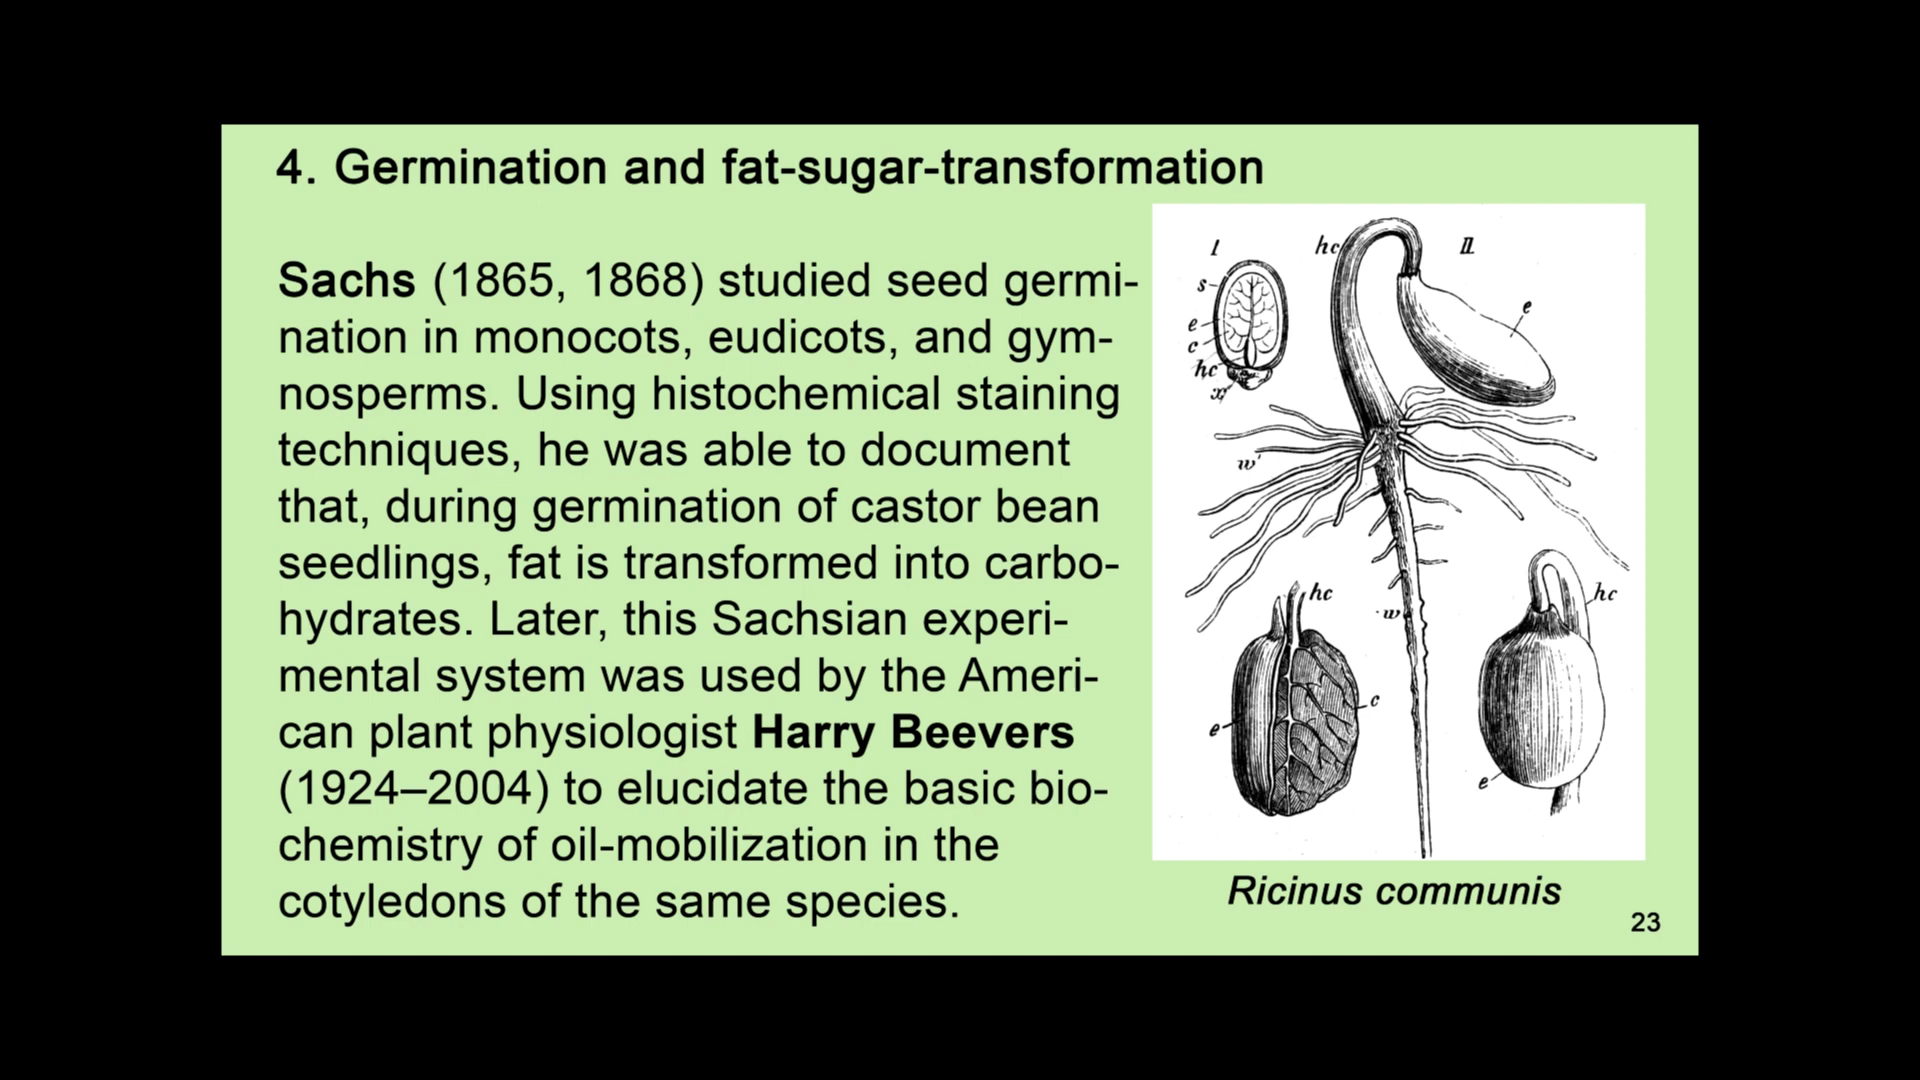 4. Germination and fat-sugar-transformation
Sachs (1865, 1868) studied seed germi-
nation in monocots, eudicots, and gym-
nosperms. Using histochemical staining
techniques, he was able to document
that, during germination of castor bean
seedlings, fat is transformed into carbo-
hydrates. Later, this Sachsian experi-
mental system was used by the Ameri-
can plant physiologist Harry Beevers
(1924–2004) to elucidate the basic bio-
chemistry of oil-mobilization in the
cotyledons of the same species.
I
hc
II
s
e
e
c
hc
x
w'
hc
hc
w
c
e
e
Ricinus communis
23